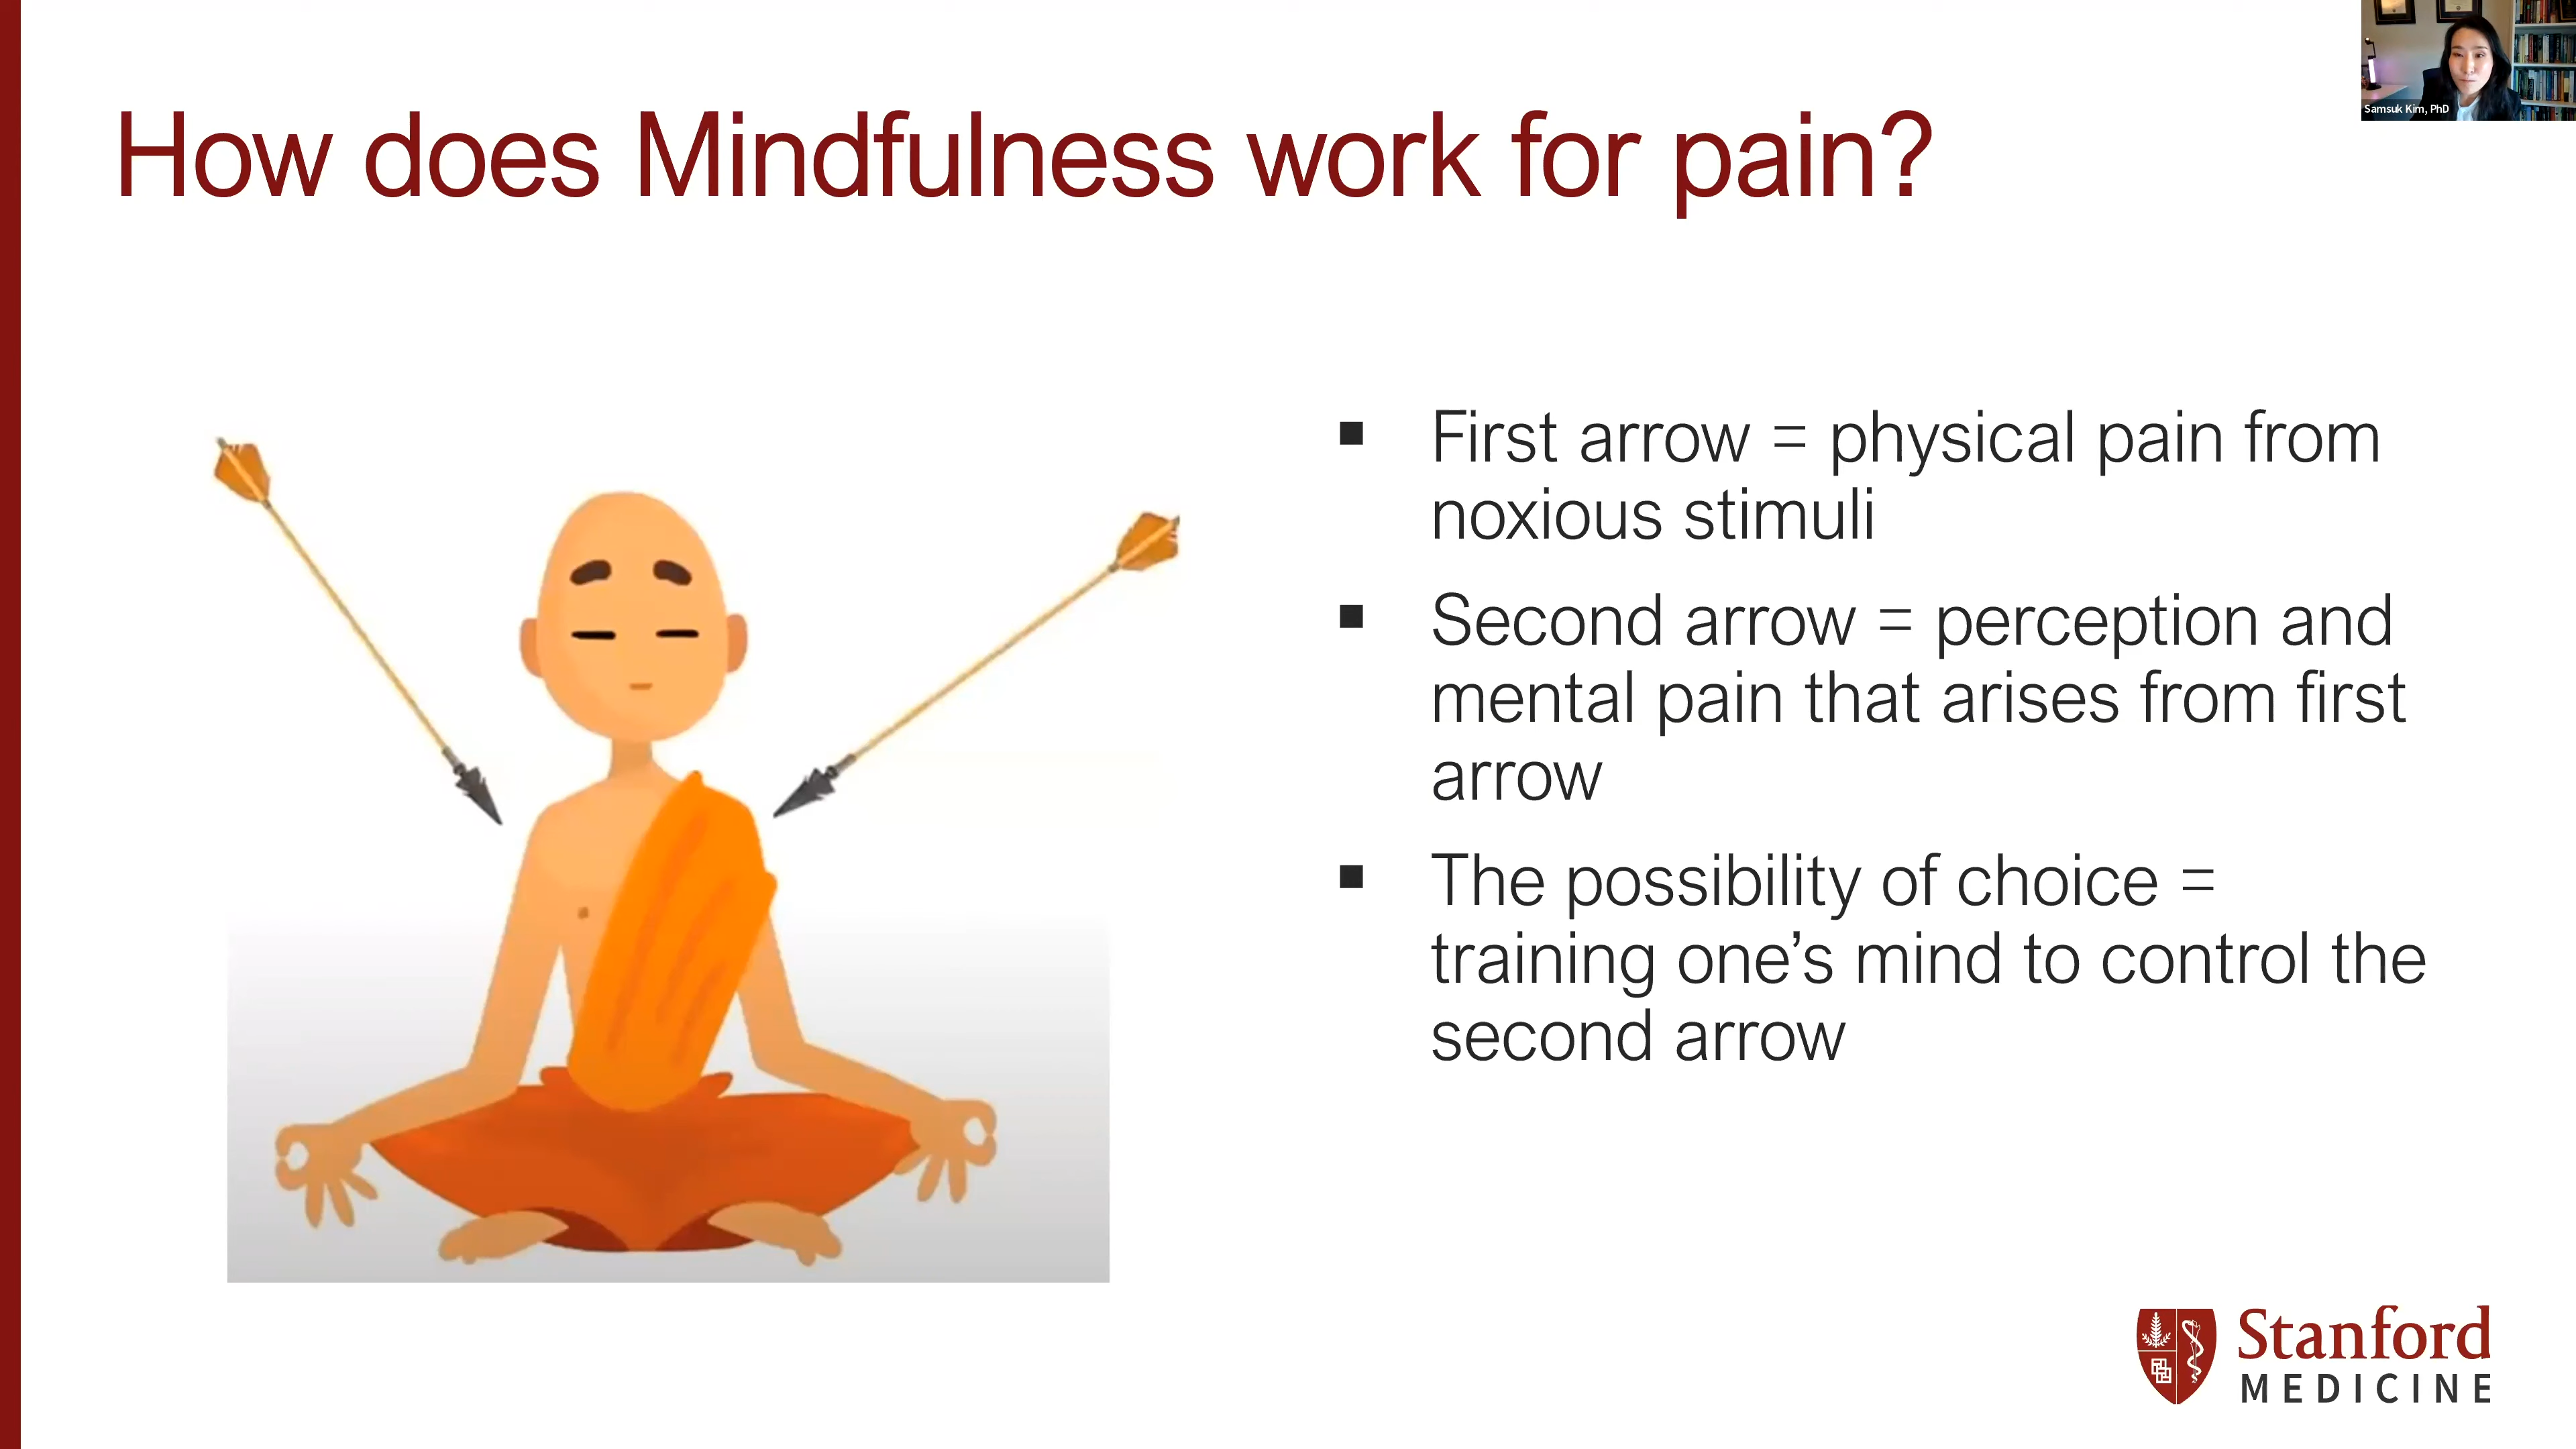 Samsuk Kim, PhD
How does Mindfulness work for pain?
▪ First arrow = physical pain from
noxious stimuli
▪ Second arrow = perception and
mental pain that arises from first
arrow
▪ The possibility of choice =
training one’s mind to control the
second arrow
Stanford
MEDICINE